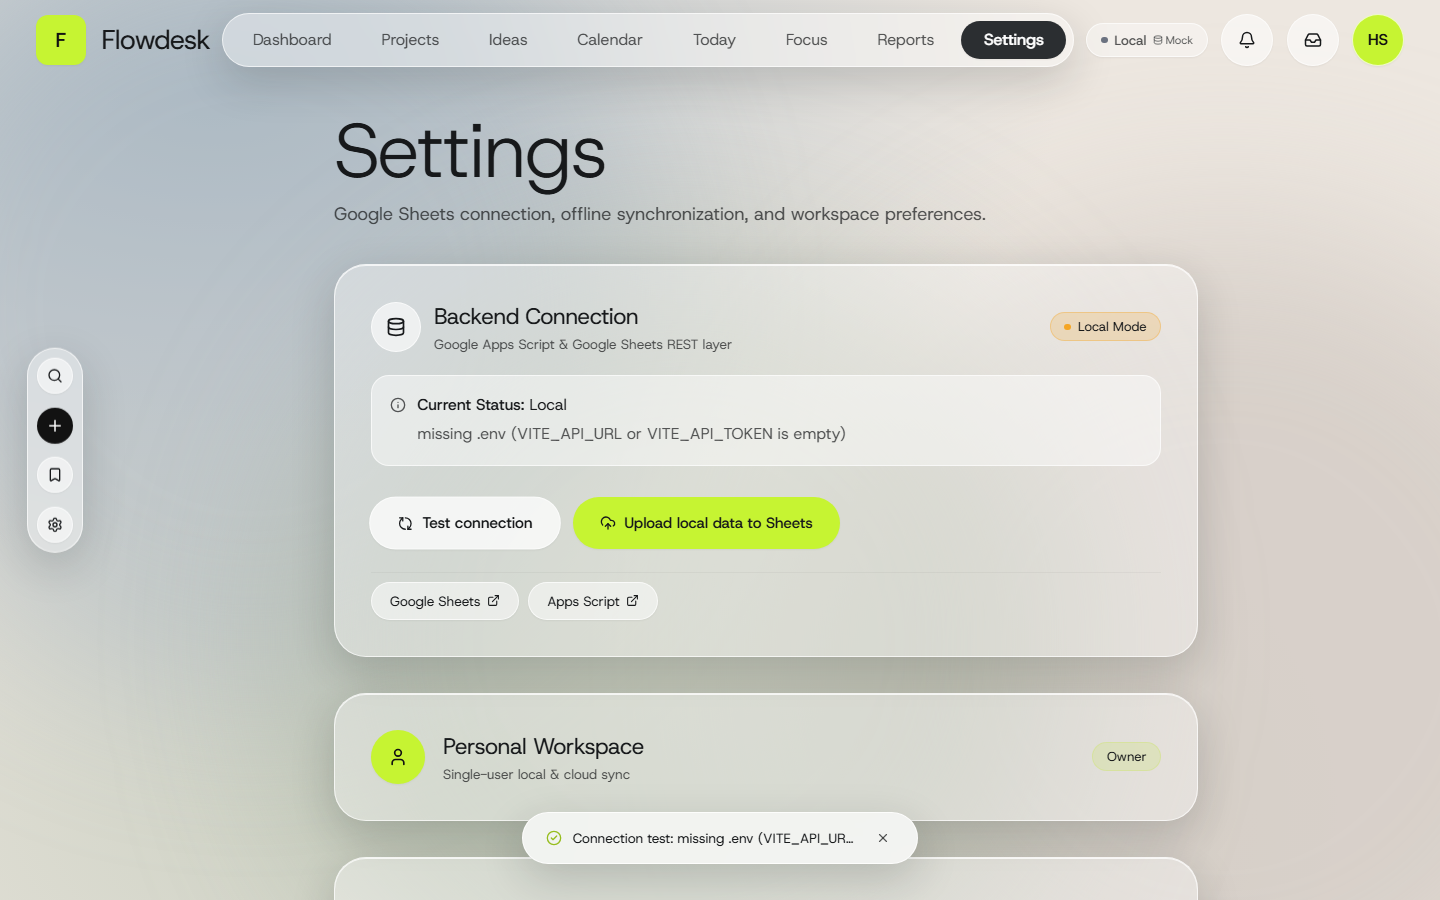 F
Flowdesk
Dashboard
Projects
Ideas
Calendar
Today
Focus
Reports
Settings
Local
Mock
HS
Settings
Google Sheets connection, offline synchronization, and workspace preferences.
Backend Connection
Google Apps Script & Google Sheets REST layer
Local Mode
Current Status: Local
missing .env (VITE_API_URL or VITE_API_TOKEN is empty)
Test connection
Upload local data to Sheets
Google Sheets
Apps Script
Personal Workspace
Single-user local & cloud sync
Owner
Connection test: missing .env (VITE_API_UR...